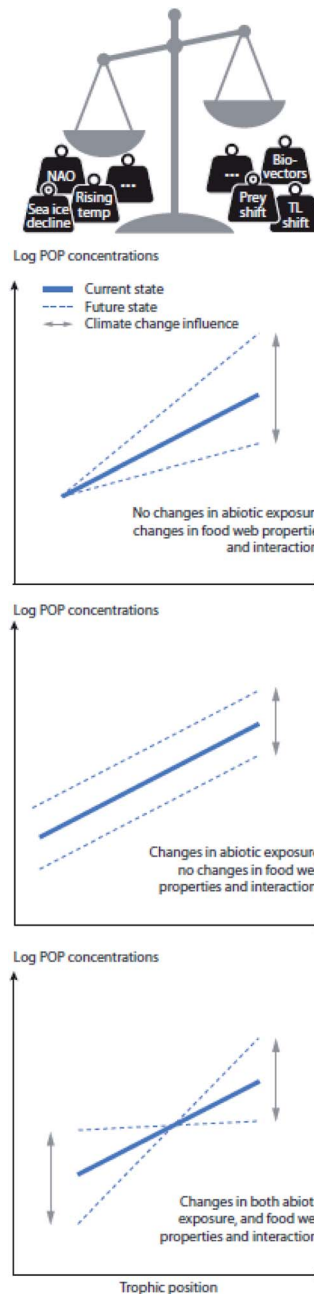 NAO
Sea ice
decline
Rising
temp
...
...
Bio-
vectors
Prey
shift
TL
shift
Log POP concentrations
Current state
Future state
Climate change influence
No changes in abiotic exposur
changes in food web propertie
and interaction
Log POP concentrations
Changes in abiotic exposur
no changes in food we
properties and interaction
Log POP concentrations
Changes in both abiot
exposure, and food we
properties and interaction
Trophic position